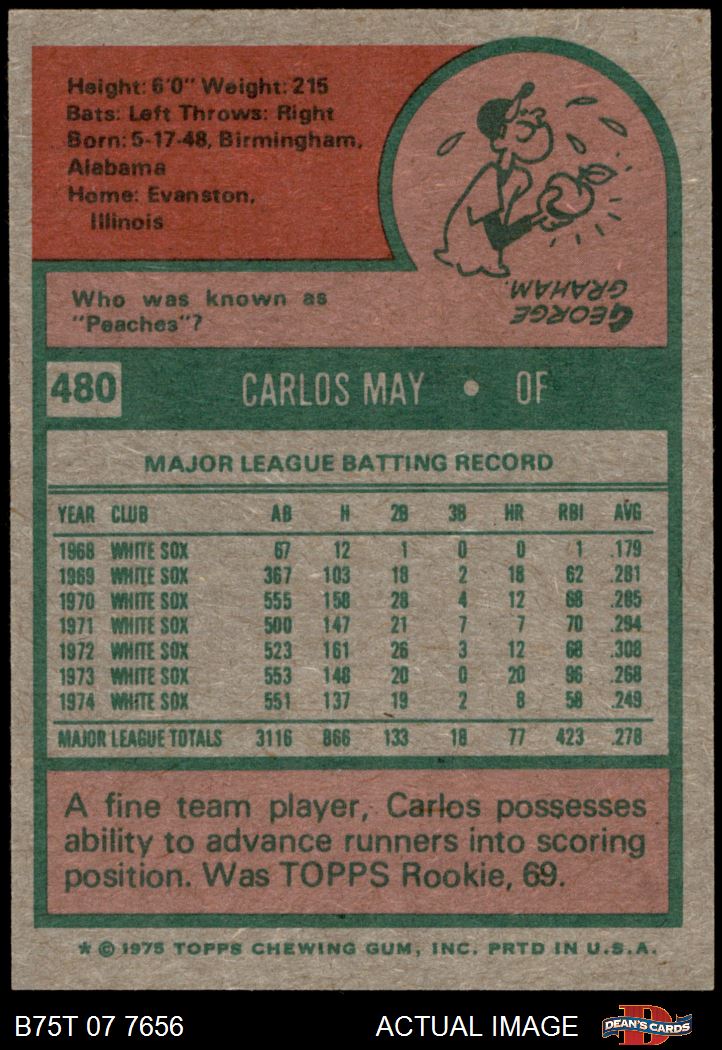 Height: 6'0" Weight: 215
Bats: Left Throws: Right
Born: 5-17-48, Birmingham,
Alabama
Home: Evanston,
Illinois
Who was known as
"Peaches"?
GEORGE
GRAHAM.
480 CARLOS MAY • OF
MAJOR LEAGUE BATTING RECORD
YEAR CLUB AB H 2B 3B HR RBI AVG
1968 WHITE SOX 67 12 1 0 0 1 .179
1969 WHITE SOX 367 103 18 2 18 62 .281
1970 WHITE SOX 555 158 28 4 12 68 .285
1971 WHITE SOX 500 147 21 7 7 70 .294
1972 WHITE SOX 523 161 26 3 12 68 .308
1973 WHITE SOX 553 148 20 0 20 96 .268
1974 WHITE SOX 551 137 19 2 8 58 .249
MAJOR LEAGUE TOTALS 3116 866 133 18 77 423 .278
A fine team player, Carlos possesses
ability to advance runners into scoring
position. Was TOPPS Rookie, 69.
* © 1975 TOPPS CHEWING GUM, INC. PRTD IN U.S.A.
B75T 07 7656 ACTUAL IMAGE D DEAN'S CARDS